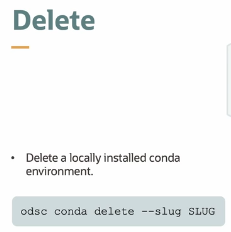 Delete
• Delete a locally installed conda
environment.
odsc conda delete --slug SLUG